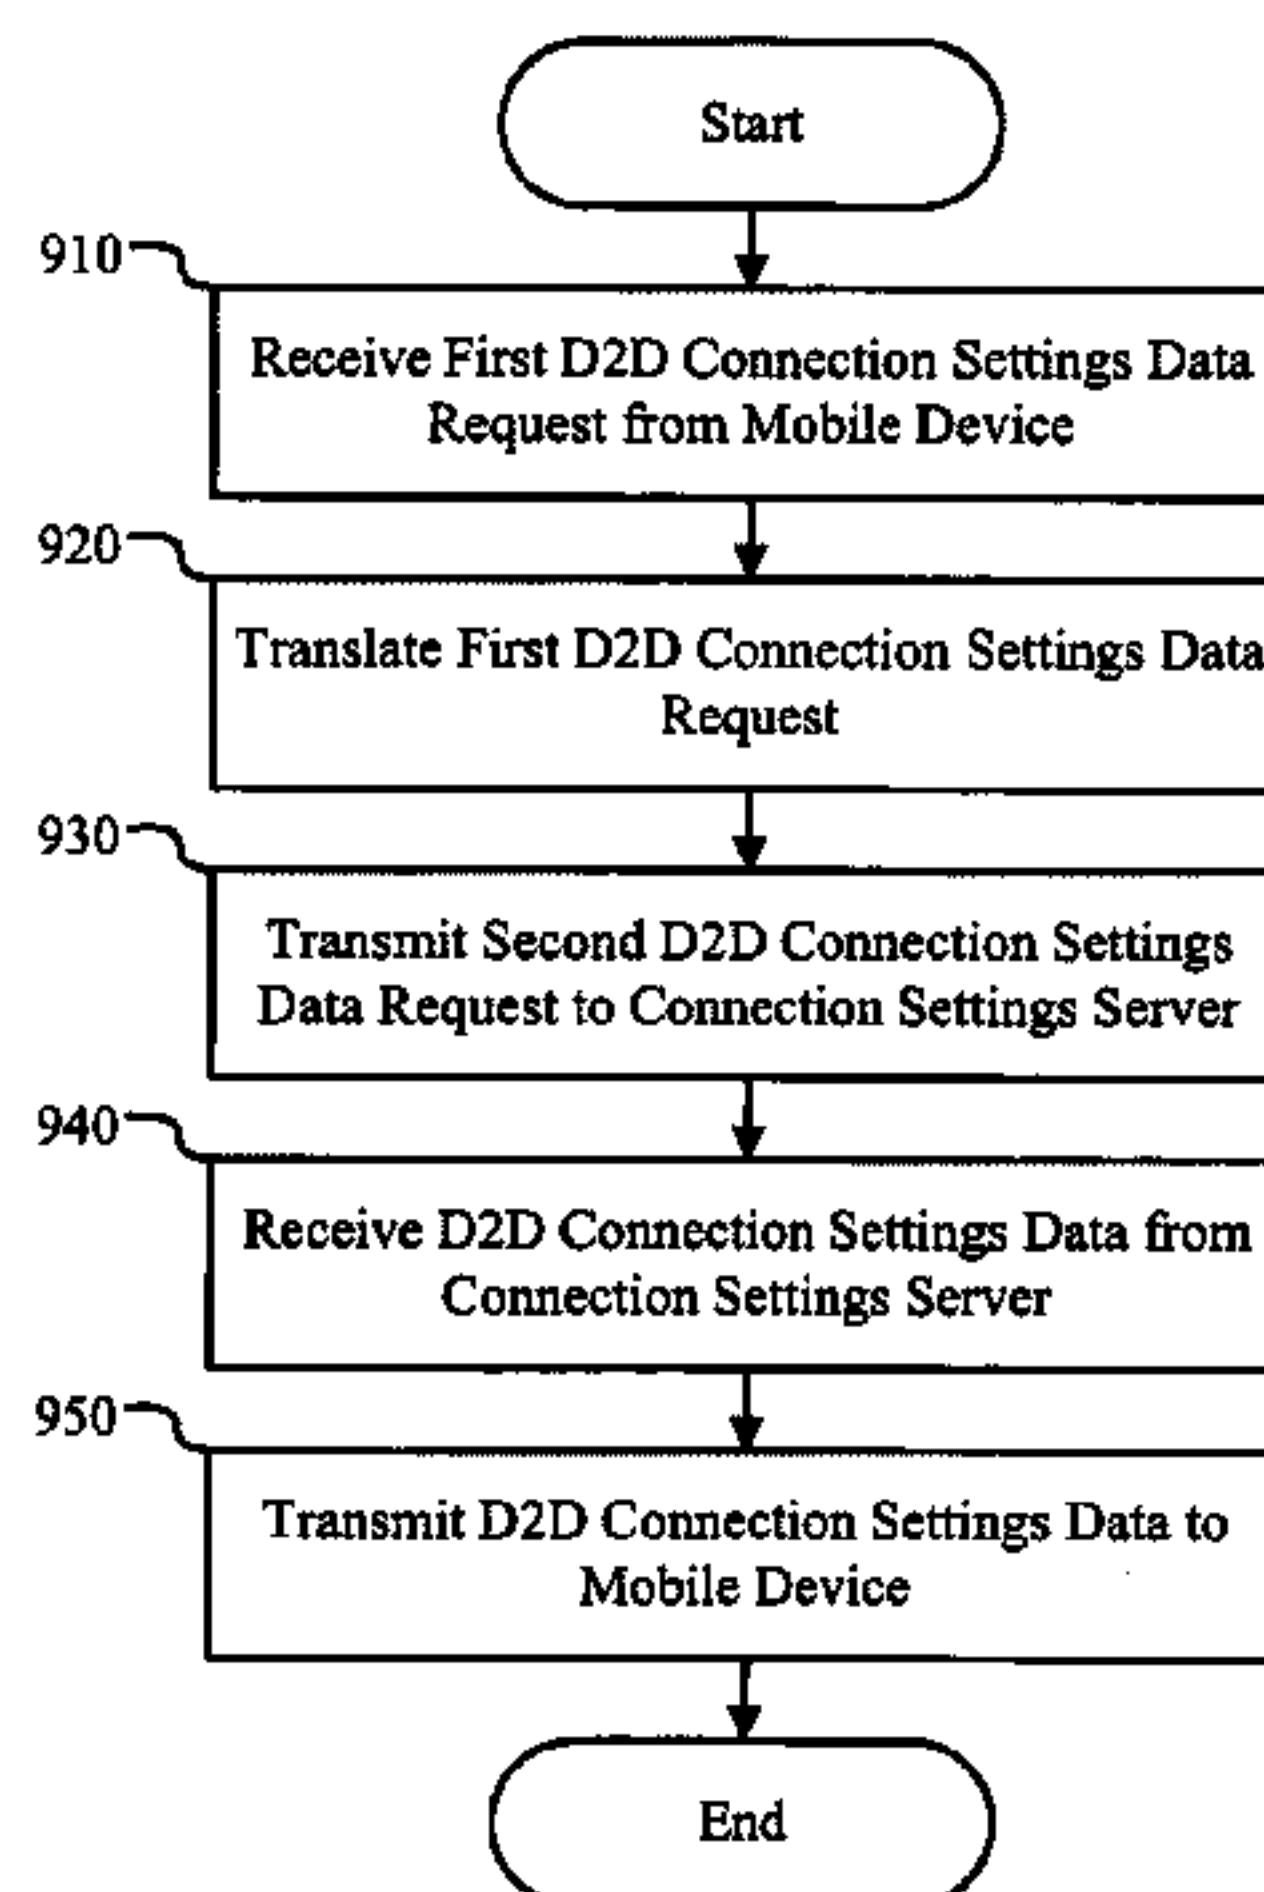 Start
910
Receive First D2D Connection Settings Data
Request from Mobile Device
920
Translate First D2D Connection Settings Data
Request
930
Transmit Second D2D Connection Settings
Data Request to Connection Settings Server
940
Receive D2D Connection Settings Data from
Connection Settings Server
950
Transmit D2D Connection Settings Data to
Mobile Device
End